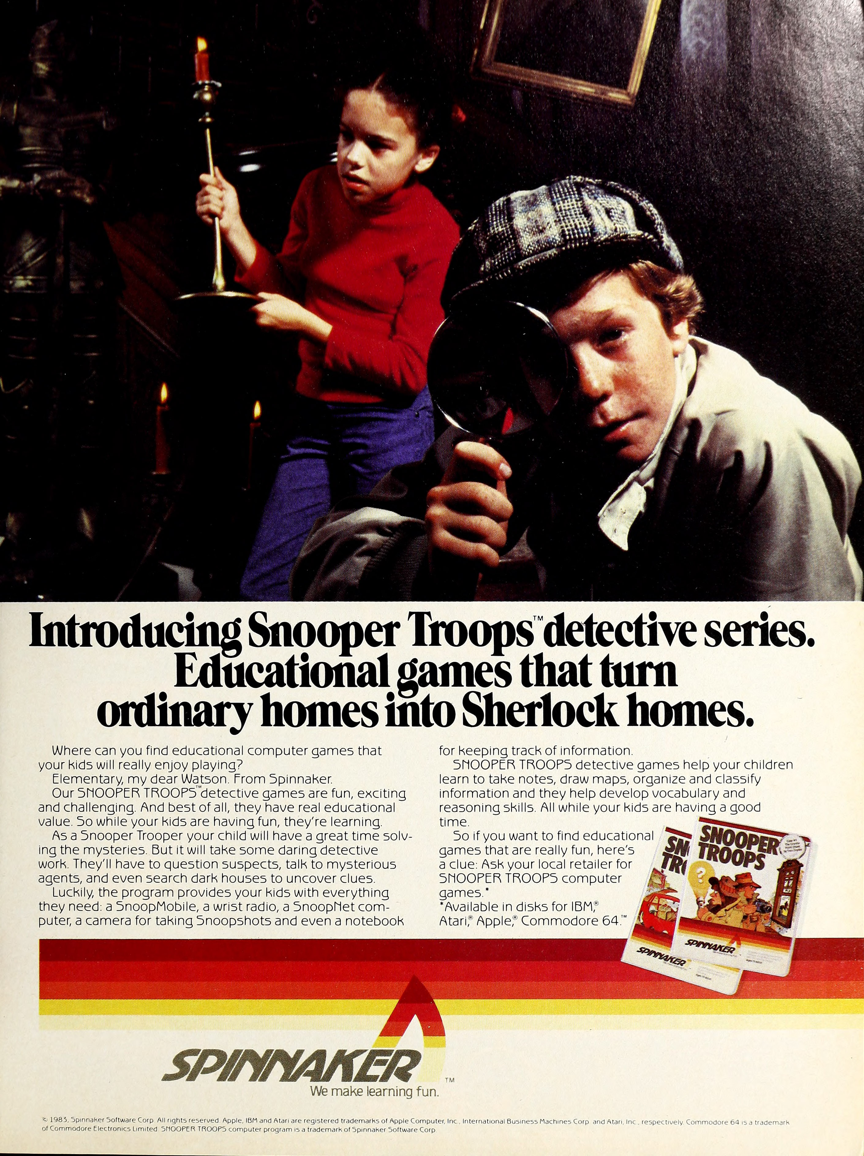 Introducing Snooper Troops™ detective series.
Educational games that turn
ordinary homes into Sherlock homes.
Where can you find educational computer games that
your kids will really enjoy playing?
Elementary, my dear Watson. From Spinnaker.
Our SNOOPER TROOPS™ detective games are fun, exciting
and challenging. And best of all, they have real educational
value. So while your kids are having fun, they're learning.
As a Snooper Trooper your child will have a great time solv-
ing the mysteries. But it will take some daring detective
work. They'll have to question suspects, talk to mysterious
agents, and even search dark houses to uncover clues.
Luckily, the program provides your kids with everything
they need: a SnoopMobile, a wrist radio, a SnoopNet com-
puter, a camera for taking Snoopshots and even a notebook
for keeping track of information.
SNOOPER TROOPS detective games help your children
learn to take notes, draw maps, organize and classify
information and they help develop vocabulary and
reasoning skills. All while your kids are having a good
time.
So if you want to find educational
games that are really fun, here's
a clue: Ask your local retailer for
SNOOPER TROOPS computer
games.*
*Available in disks for IBM,®
Atari,® Apple,® Commodore 64.™
SN
TR
SPINNAKER
SNOOPER
TROOPS
SPINNAKER
SPINNAKER™
We make learning fun.
© 1983, Spinnaker Software Corp. All rights reserved. Apple, IBM and Atari are registered trademarks of Apple Computer, Inc., International Business Machines Corp. and Atari, Inc., respectively. Commodore 64 is a trademark
of Commodore Electronics Limited. SNOOPER TROOPS computer program is a trademark of Spinnaker Software Corp.